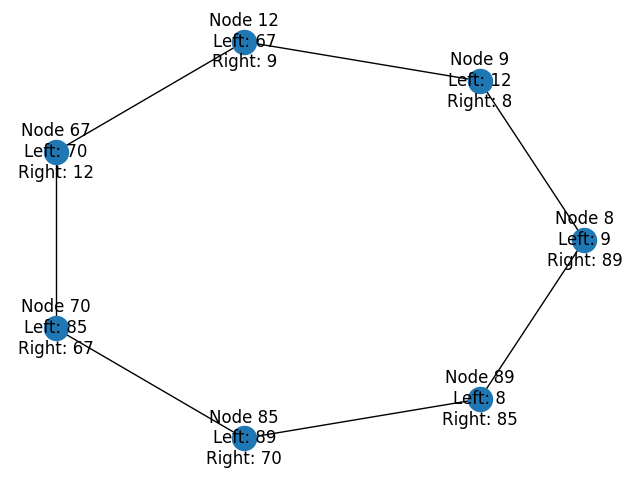 Node 12
Left: 67
Right: 9
Node 9
Left: 12
Right: 8
Node 67
Left: 70
Right: 12
Node 8
Left: 9
Right: 89
Node 70
Left: 85
Right: 67
Node 89
Left: 8
Right: 85
Node 85
Left: 89
Right: 70